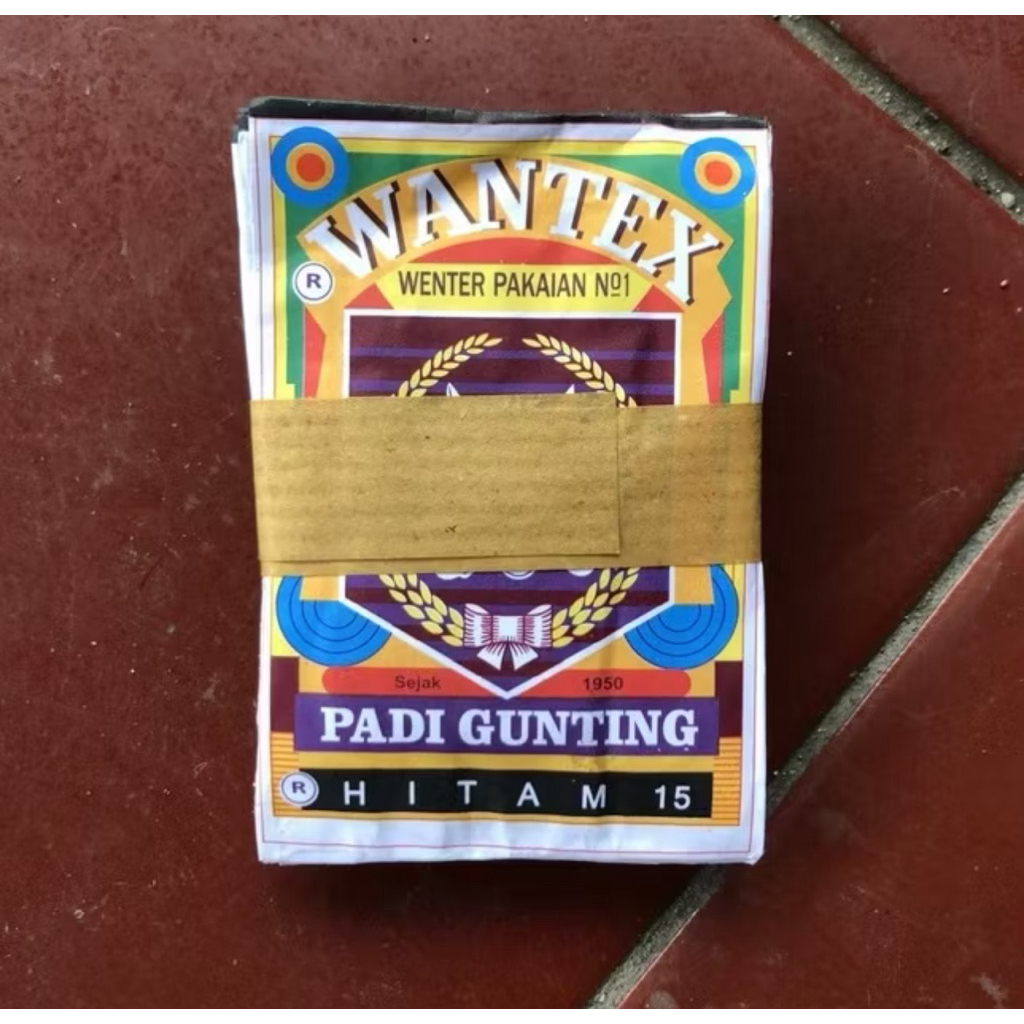 WANTEX
®
WENTER PAKAIAN Nº1
Sejak 1950
PADI GUNTING
® HITAM 15